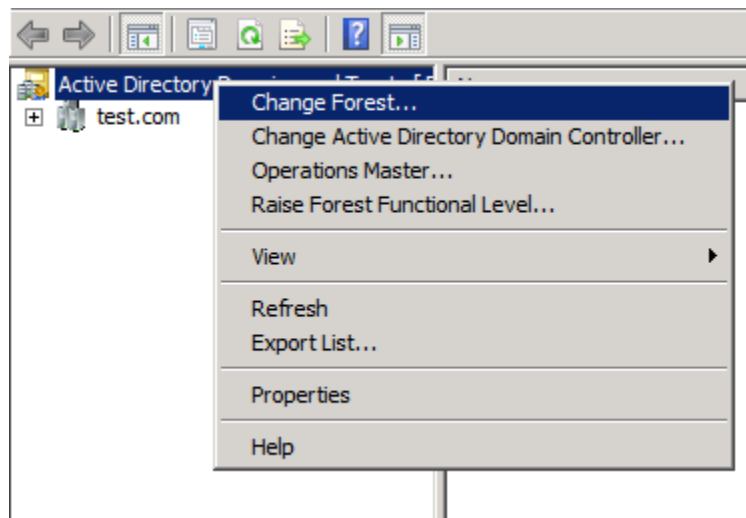 Active Directory
test.com
Change Forest...
Change Active Directory Domain Controller...
Operations Master...
Raise Forest Functional Level...
View
Refresh
Export List...
Properties
Help